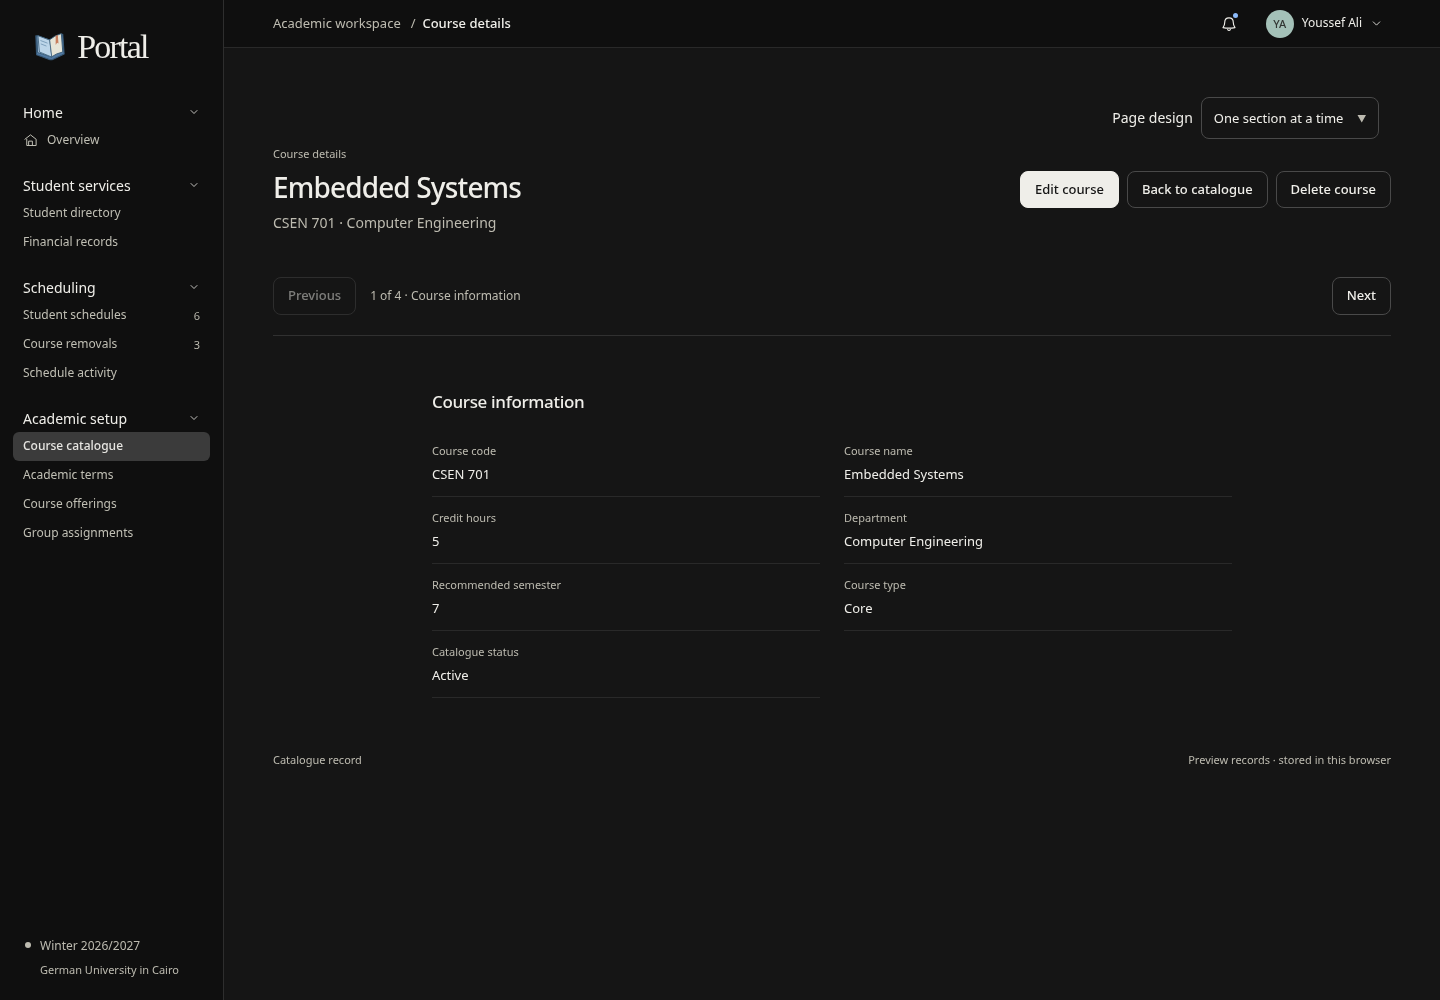 Portal
Home
Overview
Student services
Student directory
Financial records
Scheduling
Student schedules 6
Course removals 3
Schedule activity
Academic setup
Course catalogue
Academic terms
Course offerings
Group assignments
Winter 2026/2027
German University in Cairo
Academic workspace / Course details
YA Youssef Ali
Page design One section at a time
Course details
Embedded Systems
CSEN 701 · Computer Engineering
Edit course Back to catalogue Delete course
Previous 1 of 4 · Course information Next
Course information
Course code Course name
CSEN 701 Embedded Systems
Credit hours Department
5 Computer Engineering
Recommended semester Course type
7 Core
Catalogue status
Active
Catalogue record Preview records · stored in this browser